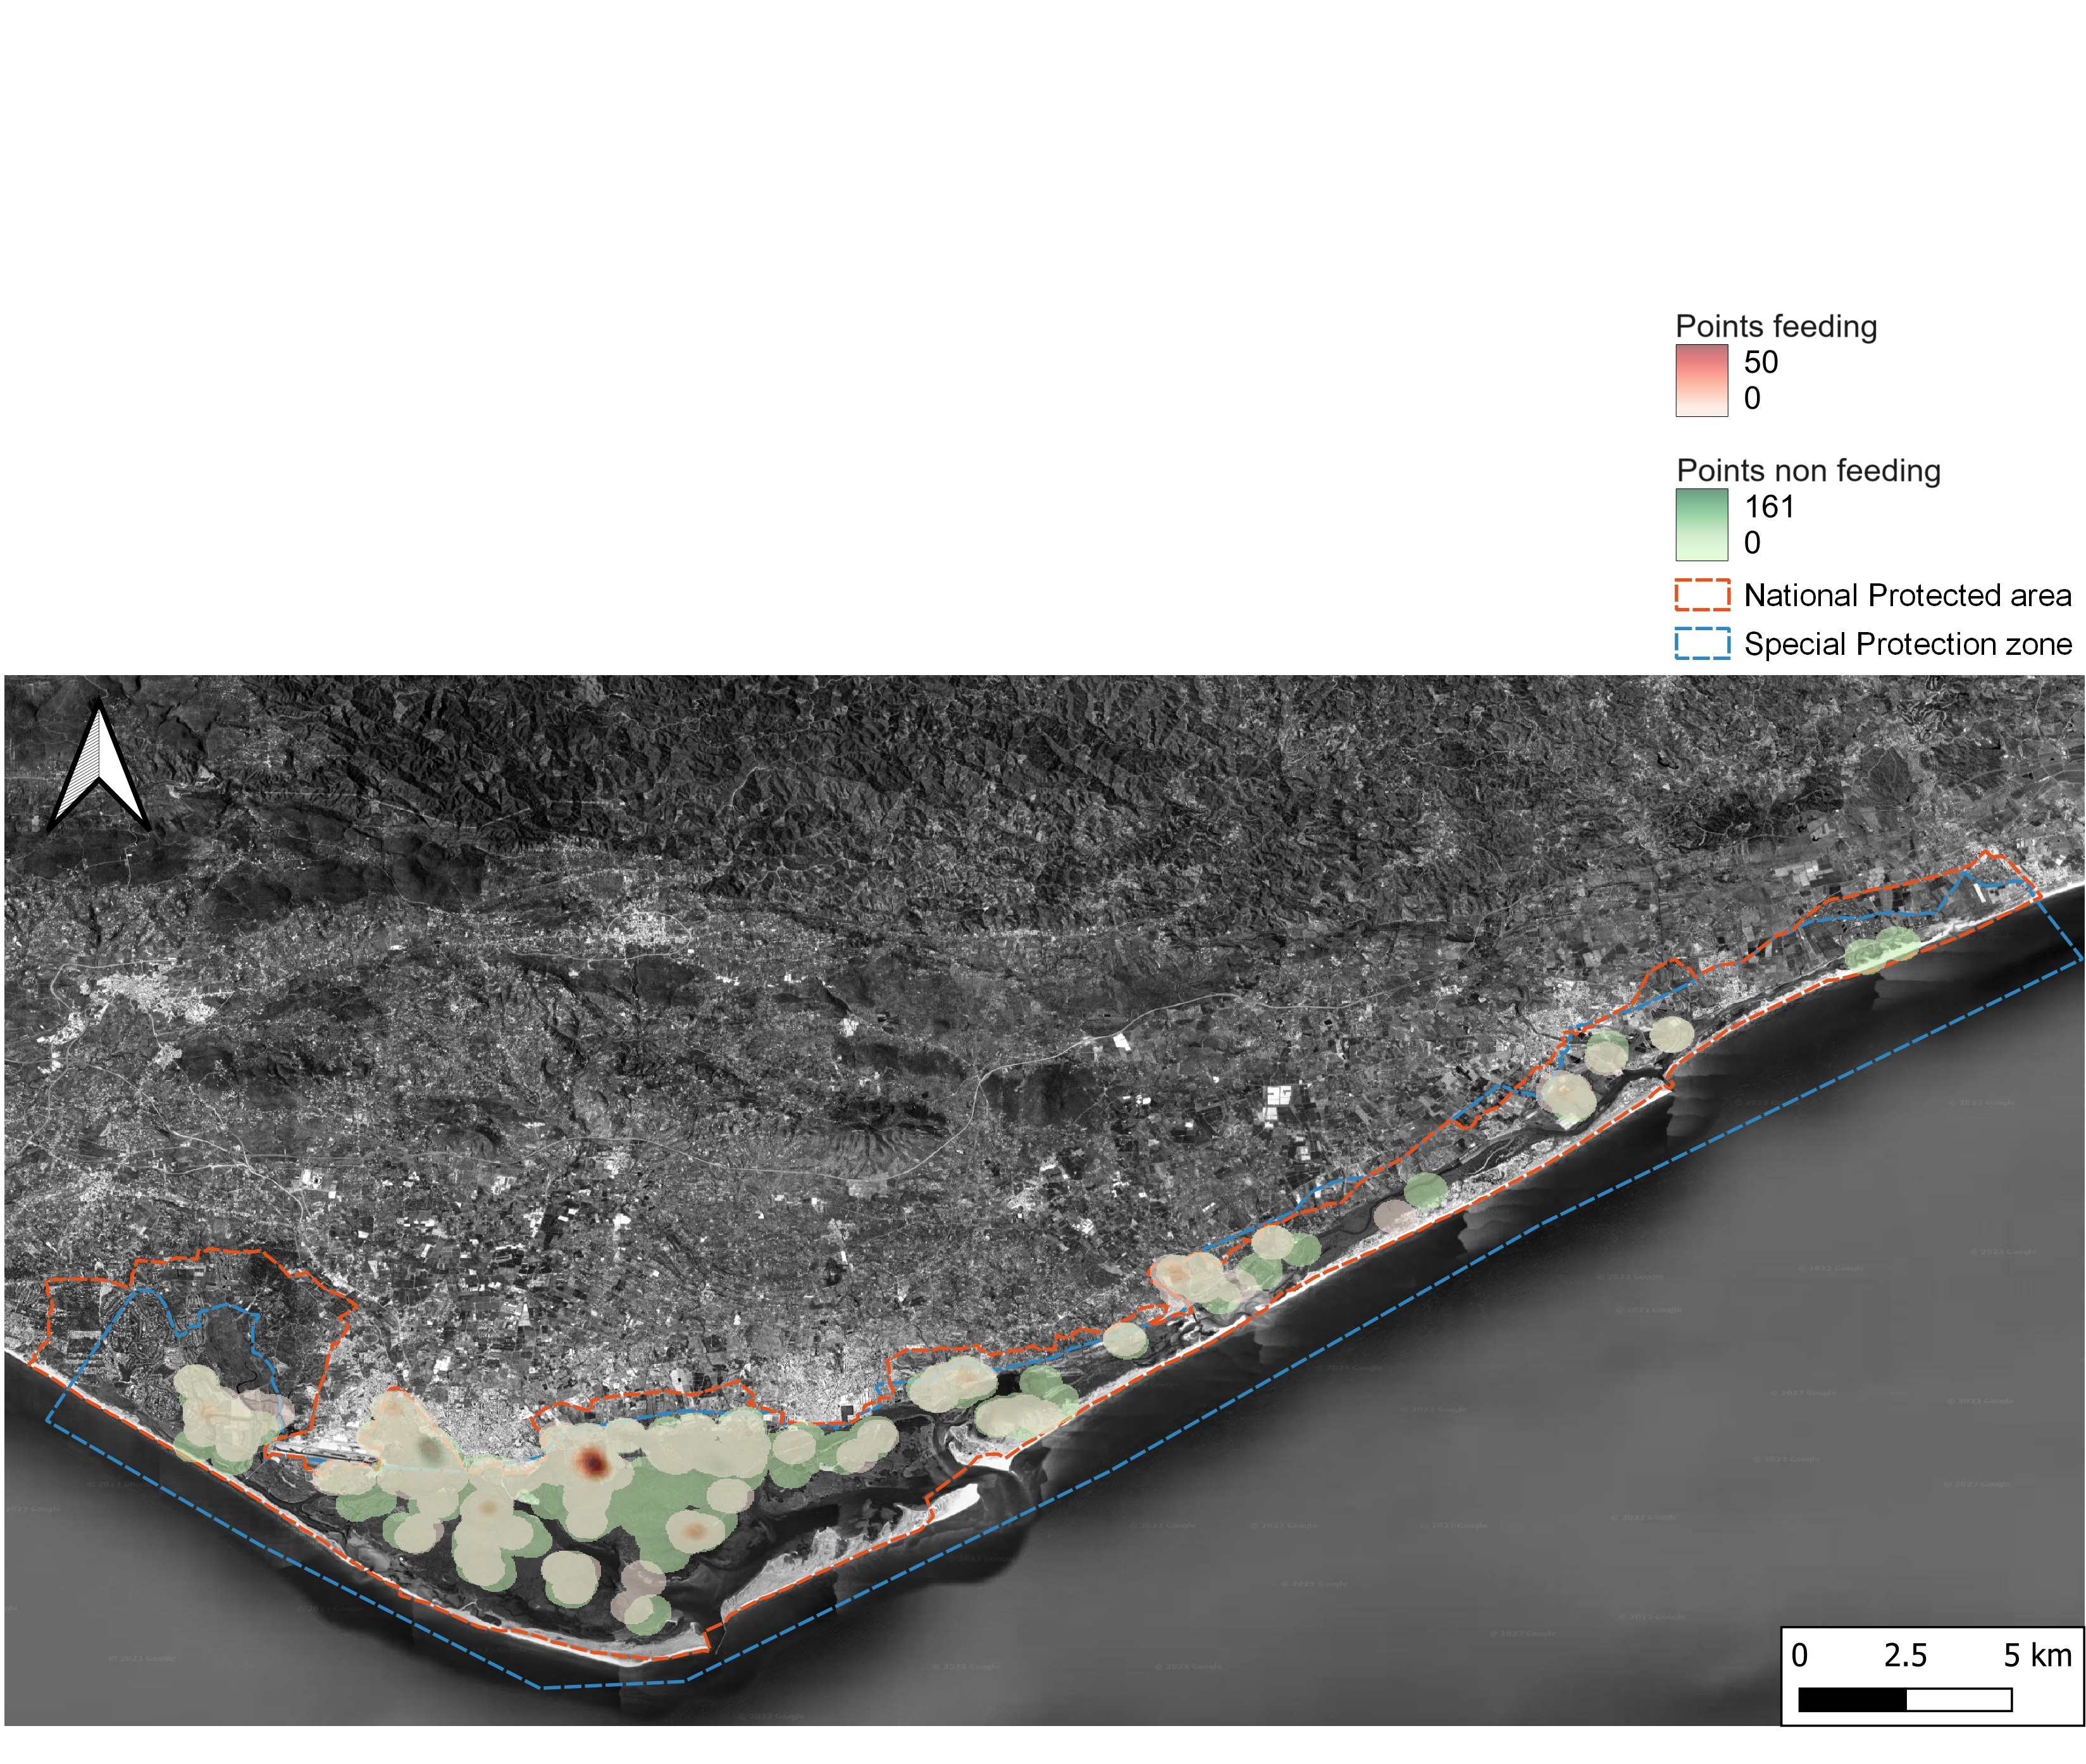 Points feeding
50
0
Points non feeding
161
0
National Protected area
Special Protection zone
0 2.5 5 km